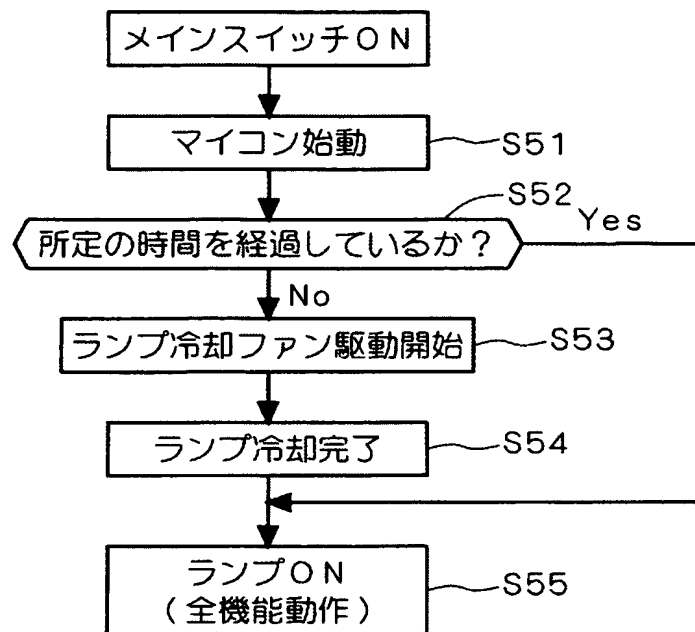 メインスイッチON
マイコン始動
S51
S52
所定の時間を経過しているか?
Yes
No
ランプ冷却ファン駆動開始
S53
ランプ冷却完了
S54
ランプON
(全機能動作)
S55